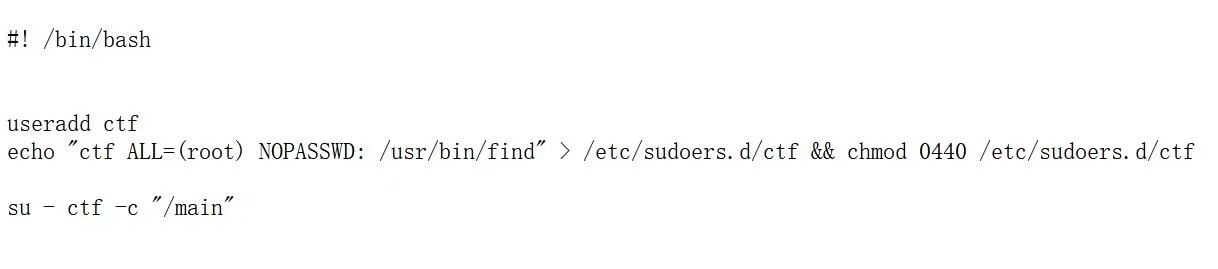 #! /bin/bash
useradd ctf
echo "ctf ALL=(root) NOPASSWD: /usr/bin/find" > /etc/sudoers.d/ctf && chmod 0440 /etc/sudoers.d/ctf
su - ctf -c "/main"